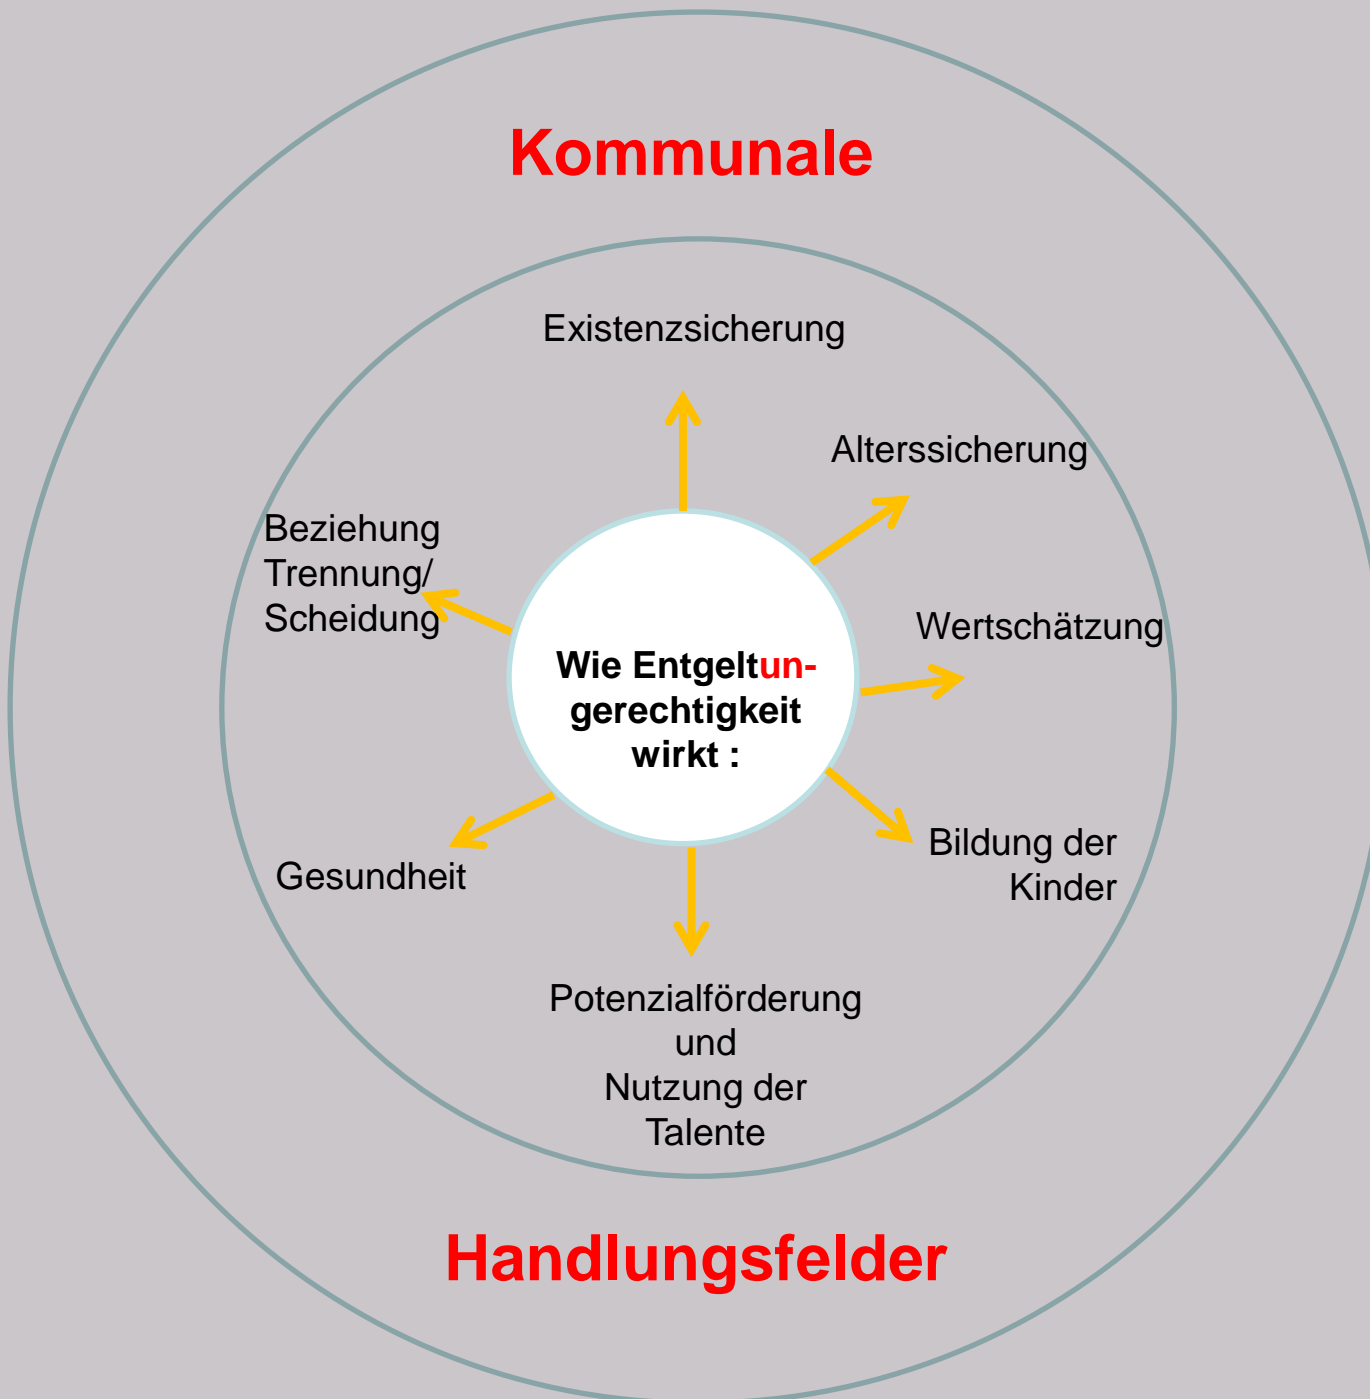 Kommunale
Existenzsicherung
Alterssicherung
Beziehung
Trennung/
Scheidung
Wertschätzung
Wie Entgeltun-
gerechtigkeit
wirkt :
Bildung der
Kinder
Gesundheit
Potenzialförderung
und
Nutzung der
Talente
Handlungsfelder